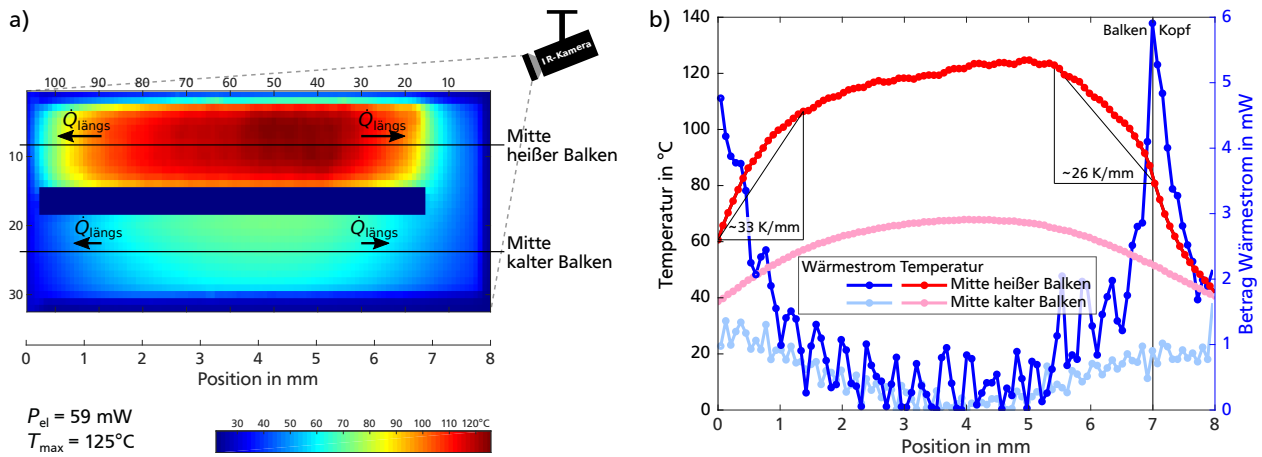 a)
IR-Kamera
100 90 80 70 60 50 40 30 20 10
Q̇längs Q̇längs
10
Mitte
heißer Balken
Q̇längs Q̇längs
20
Mitte
kalter Balken
30
0 1 2 3 4 5 6 7 8
Position in mm
Pel = 59 mW
Tmax = 125°C
30 40 50 60 70 80 90 100 110 120°C
b)
140 6
Balken Kopf
120 5
100 4
~26 K/mm
80 3
60
~33 K/mm
2
Wärmestrom Temperatur
Mitte heißer Balken
Mitte kalter Balken
40
20 1
0 0
0 1 2 3 4 5 6 7 8
Position in mm
Temperatur in °C
Betrag Wärmestrom in mW